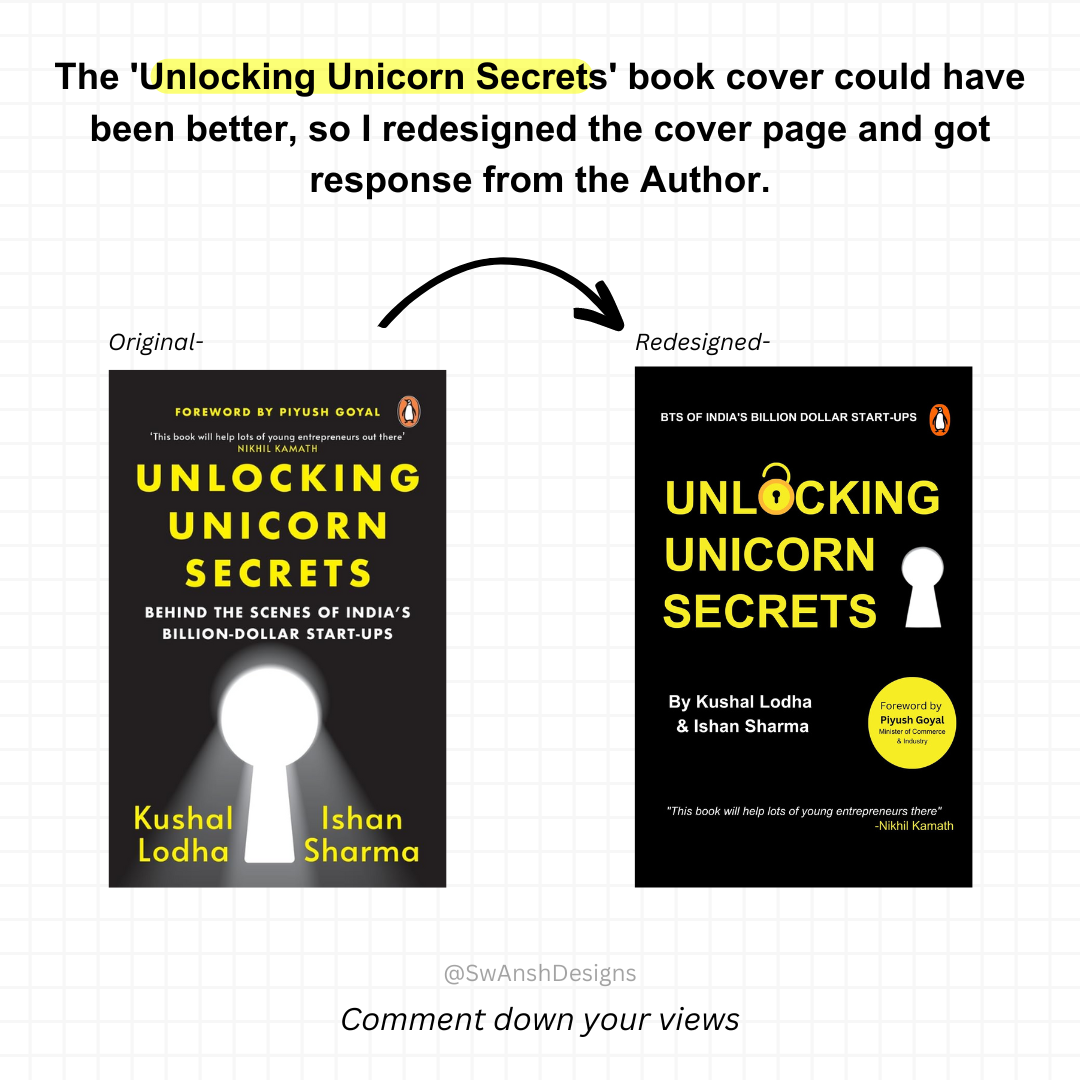 The 'Unlocking Unicorn Secrets' book cover could have
been better, so I redesigned the cover page and got
response from the Author.
Original-
FOREWORD BY PIYUSH GOYAL
'This book will help lots of young entrepreneurs out there'
NIKHIL KAMATH
UNLOCKING
UNICORN
SECRETS
BEHIND THE SCENES OF INDIA'S
BILLION-DOLLAR START-UPS
Kushal
Lodha
Ishan
Sharma
Redesigned-
BTS OF INDIA'S BILLION DOLLAR START-UPS
UNLOCKING
UNICORN
SECRETS
By Kushal Lodha
& Ishan Sharma
Foreword by
Piyush Goyal
Minister of Commerce
& Industry
"This book will help lots of young entrepreneurs there"
-Nikhil Kamath
@SwAnshDesigns
Comment down your views